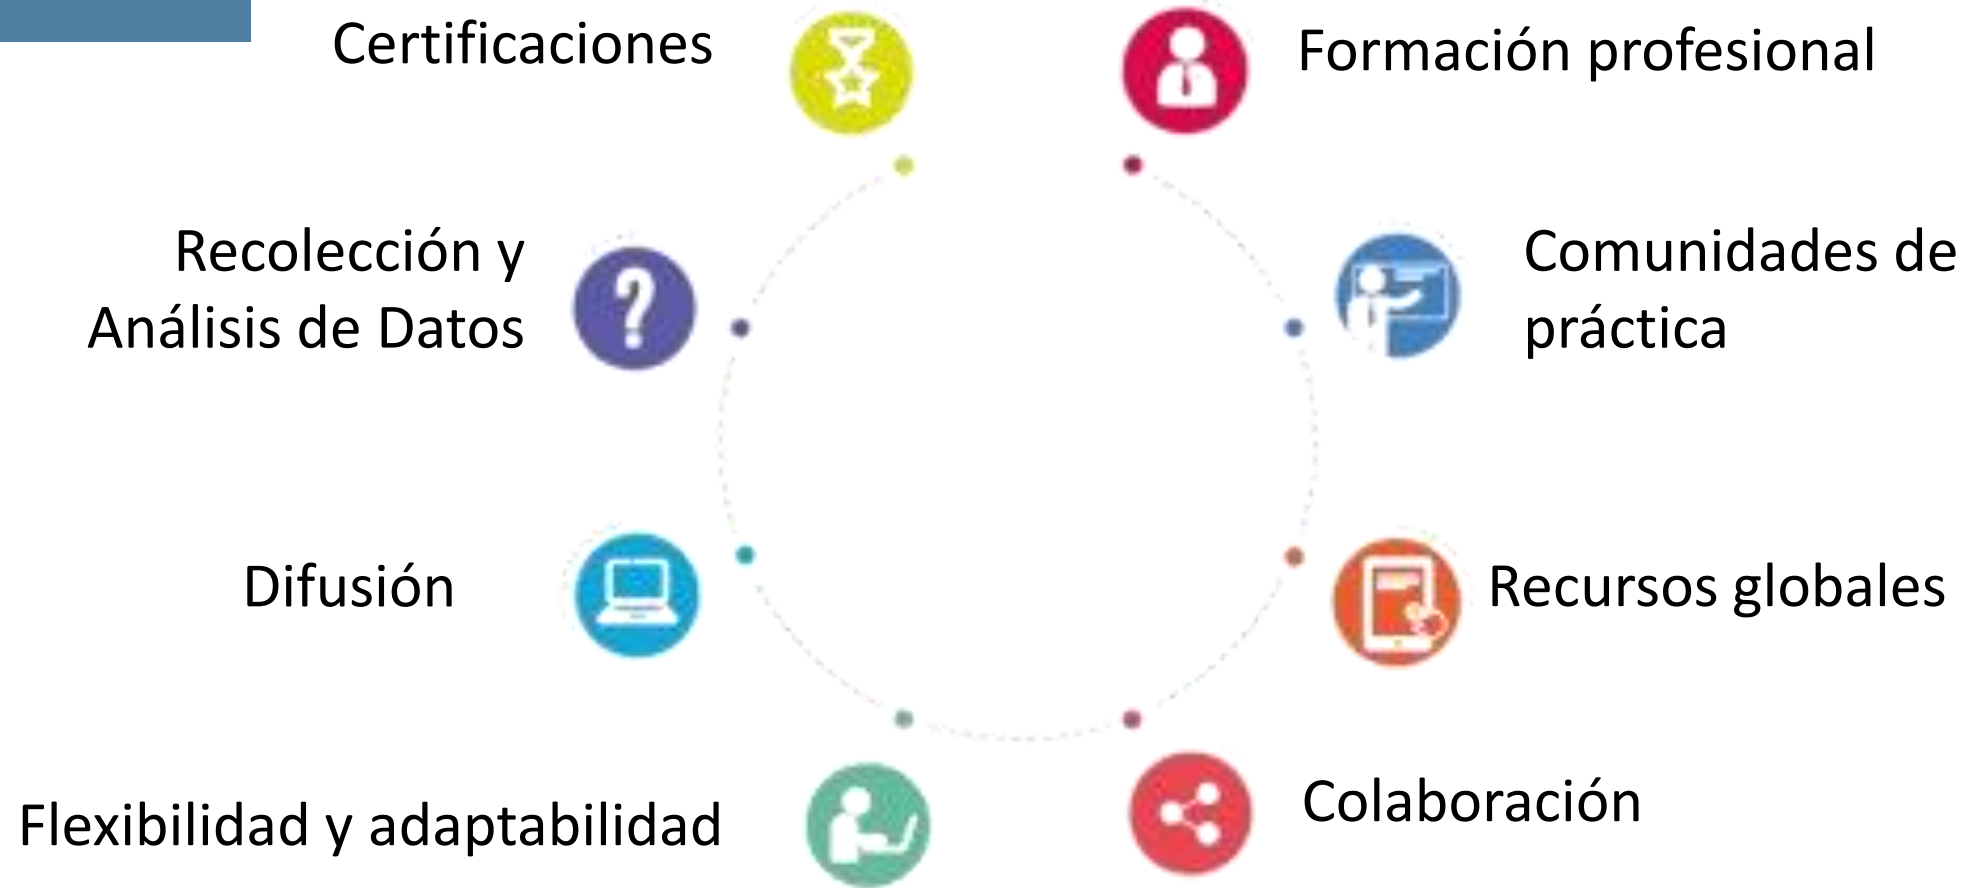 Certificaciones
Formación profesional
Recolección y
Análisis de Datos
Comunidades de
práctica
Difusión
Recursos globales
Flexibilidad y adaptabilidad
Colaboración